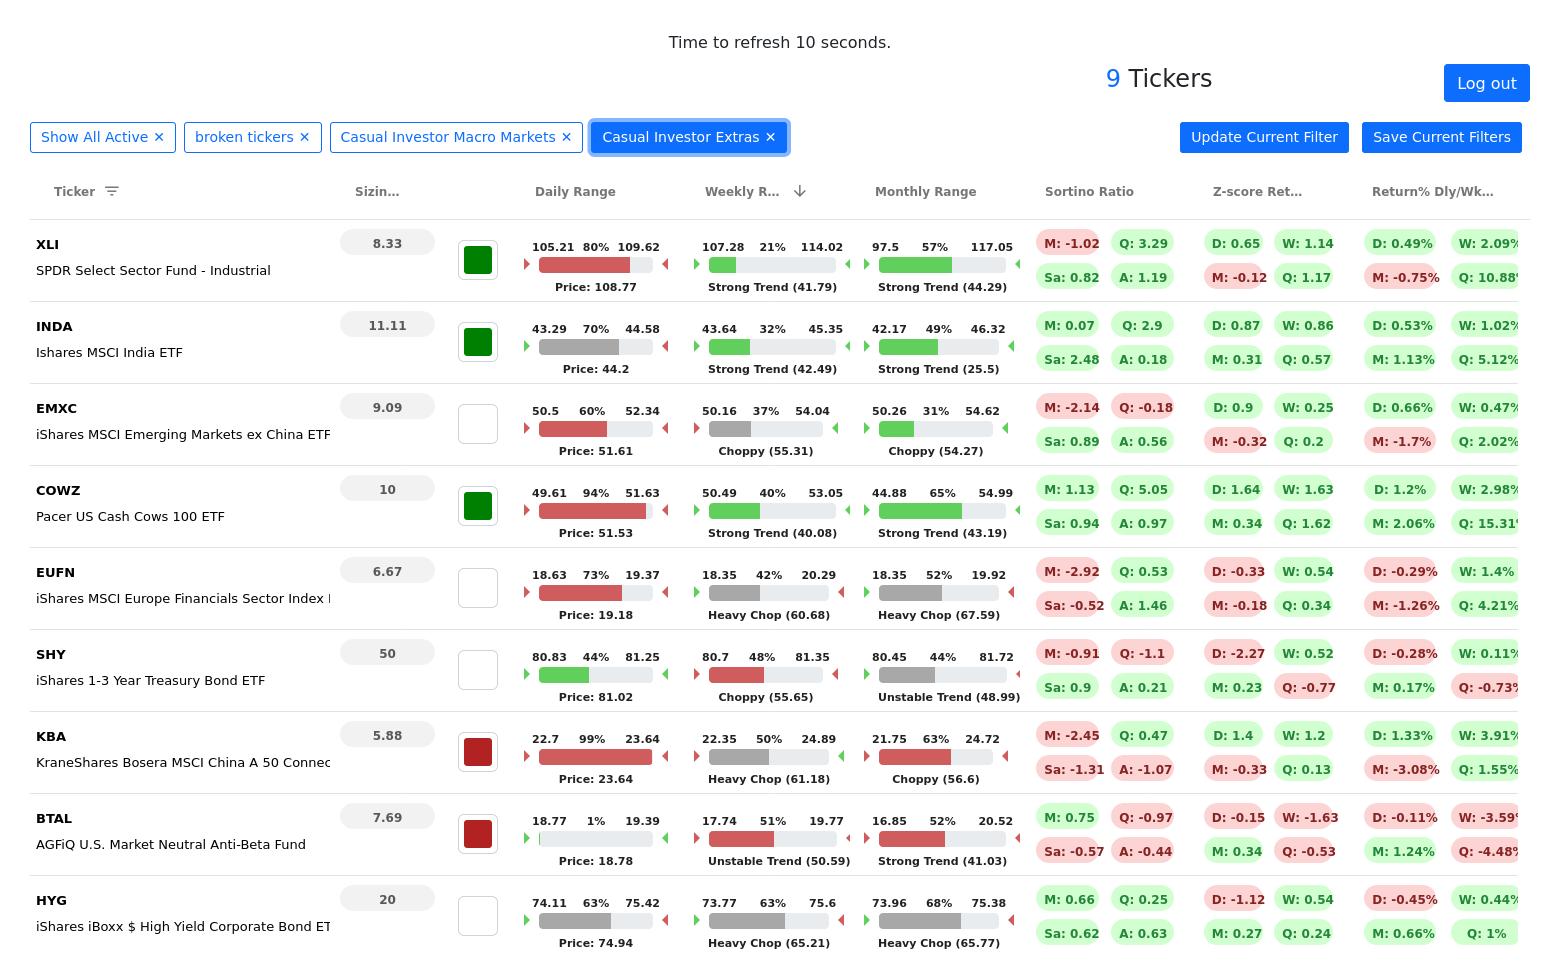 Time to refresh 10 seconds.
9 Tickers
Log out
Show All Active ✕ broken tickers ✕ Casual Investor Macro Markets ✕ Casual Investor Extras ✕ Update Current Filter Save Current Filters
Ticker Sizin... Daily Range Weekly R... Monthly Range Sortino Ratio Z-score Ret... Return% Dly/Wk...
XLI 8.33 105.21 80% 109.62 107.28 21% 114.02 97.5 57% 117.05 M: -1.02 Q: 3.29 D: 0.65 W: 1.14 D: 0.49% W: 2.09%
SPDR Select Sector Fund - Industrial Sa: 0.82 A: 1.19 M: -0.12 Q: 1.17 M: -0.75% Q: 10.88%
Price: 108.77 Strong Trend (41.79) Strong Trend (44.29)
INDA 11.11 43.29 70% 44.58 43.64 32% 45.35 42.17 49% 46.32 M: 0.07 Q: 2.9 D: 0.87 W: 0.86 D: 0.53% W: 1.02%
Ishares MSCI India ETF Sa: 2.48 A: 0.18 M: 0.31 Q: 0.57 M: 1.13% Q: 5.12%
Price: 44.2 Strong Trend (42.49) Strong Trend (25.5)
EMXC 9.09 50.5 60% 52.34 50.16 37% 54.04 50.26 31% 54.62 M: -2.14 Q: -0.18 D: 0.9 W: 0.25 D: 0.66% W: 0.47%
iShares MSCI Emerging Markets ex China ETF Sa: 0.89 A: 0.56 M: -0.32 Q: 0.2 M: -1.7% Q: 2.02%
Price: 51.61 Choppy (55.31) Choppy (54.27)
COWZ 10 49.61 94% 51.63 50.49 40% 53.05 44.88 65% 54.99 M: 1.13 Q: 5.05 D: 1.64 W: 1.63 D: 1.2% W: 2.98%
Pacer US Cash Cows 100 ETF Sa: 0.94 A: 0.97 M: 0.34 Q: 1.62 M: 2.06% Q: 15.31%
Price: 51.53 Strong Trend (40.08) Strong Trend (43.19)
EUFN 6.67 18.63 73% 19.37 18.35 42% 20.29 18.35 52% 19.92 M: -2.92 Q: 0.53 D: -0.33 W: 0.54 D: -0.29% W: 1.4%
iShares MSCI Europe Financials Sector Index Sa: -0.52 A: 1.46 M: -0.18 Q: 0.34 M: -1.26% Q: 4.21%
Price: 19.18 Heavy Chop (60.68) Heavy Chop (67.59)
SHY 50 80.83 44% 81.25 80.7 48% 81.35 80.45 44% 81.72 M: -0.91 Q: -1.1 D: -2.27 W: 0.52 D: -0.28% W: 0.11%
iShares 1-3 Year Treasury Bond ETF Sa: 0.9 A: 0.21 M: 0.23 Q: -0.77 M: 0.17% Q: -0.73%
Price: 81.02 Choppy (55.65) Unstable Trend (48.99)
KBA 5.88 22.7 99% 23.64 22.35 50% 24.89 21.75 63% 24.72 M: -2.45 Q: 0.47 D: 1.4 W: 1.2 D: 1.33% W: 3.91%
KraneShares Bosera MSCI China A 50 Connec Sa: -1.31 A: -1.07 M: -0.33 Q: 0.13 M: -3.08% Q: 1.55%
Price: 23.64 Heavy Chop (61.18) Choppy (56.6)
BTAL 7.69 18.77 1% 19.39 17.74 51% 19.77 16.85 52% 20.52 M: 0.75 Q: -0.97 D: -0.15 W: -1.63 D: -0.11% W: -3.59%
AGFiQ U.S. Market Neutral Anti-Beta Fund Sa: -0.57 A: -0.44 M: 0.34 Q: -0.53 M: 1.24% Q: -4.48%
Price: 18.78 Unstable Trend (50.59) Strong Trend (41.03)
HYG 20 74.11 63% 75.42 73.77 63% 75.6 73.96 68% 75.38 M: 0.66 Q: 0.25 D: -1.12 W: 0.54 D: -0.45% W: 0.44%
iShares iBoxx $ High Yield Corporate Bond ET Sa: 0.62 A: 0.63 M: 0.27 Q: 0.24 M: 0.66% Q: 1%
Price: 74.94 Heavy Chop (65.21) Heavy Chop (65.77)